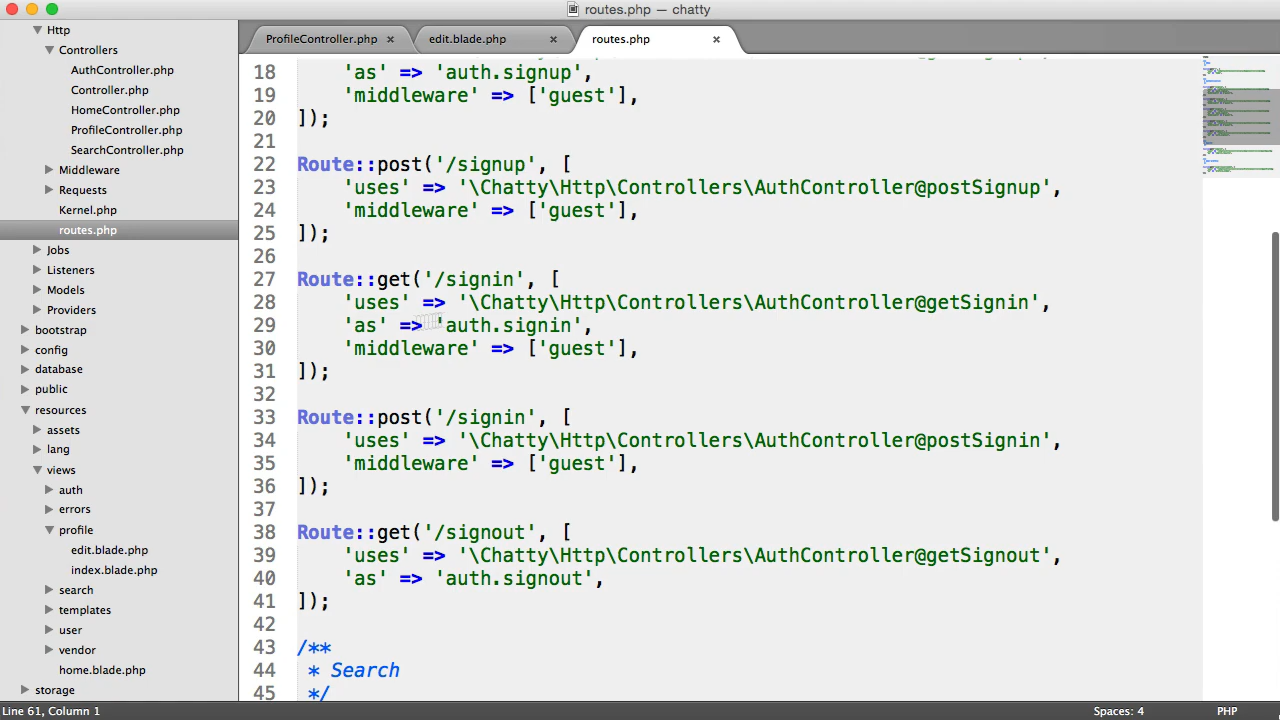 routes.php — chatty
Http
Controllers
AuthController.php
Controller.php
HomeController.php
ProfileController.php
SearchController.php
Middleware
Requests
Kernel.php
routes.php
Jobs
Listeners
Models
Providers
bootstrap
config
database
public
resources
assets
lang
views
auth
errors
profile
edit.blade.php
index.blade.php
search
templates
user
vendor
home.blade.php
storage
ProfileController.php × edit.blade.php × routes.php ×
18 'as' => 'auth.signup',
19 'middleware' => ['guest'],
20 ]);
21
22 Route::post('/signup', [
23 'uses' => '\Chatty\Http\Controllers\AuthController@postSignup',
24 'middleware' => ['guest'],
25 ]);
26
27 Route::get('/signin', [
28 'uses' => '\Chatty\Http\Controllers\AuthController@getSignin',
29 'as' => 'auth.signin',
30 'middleware' => ['guest'],
31 ]);
32
33 Route::post('/signin', [
34 'uses' => '\Chatty\Http\Controllers\AuthController@postSignin',
35 'middleware' => ['guest'],
36 ]);
37
38 Route::get('/signout', [
39 'uses' => '\Chatty\Http\Controllers\AuthController@getSignout',
40 'as' => 'auth.signout',
41 ]);
42
43 /**
44 * Search
45 */
Line 61, Column 1 Spaces: 4 PHP